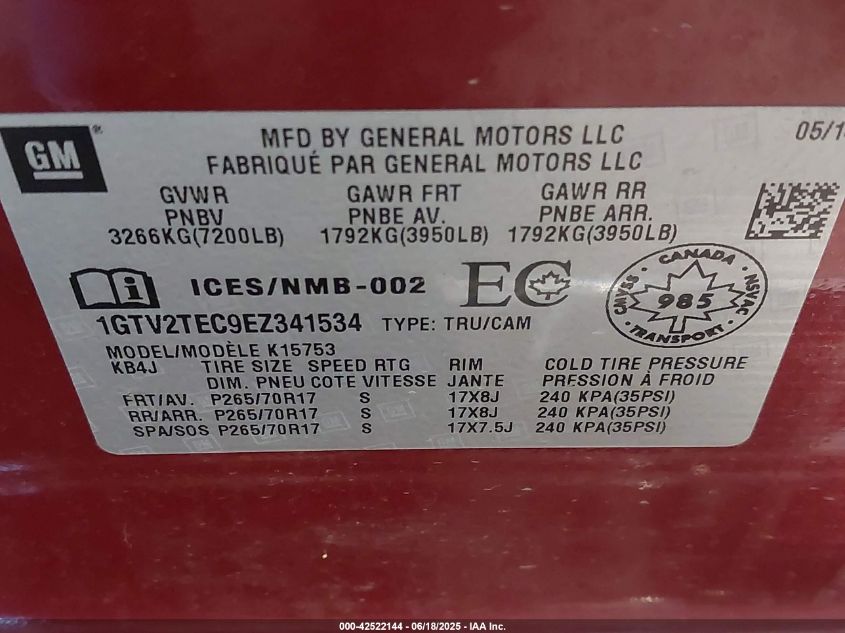 GM
MFD BY GENERAL MOTORS LLC
05/1
FABRIQUÉ PAR GENERAL MOTORS LLC
GVWR GAWR FRT GAWR RR
PNBV PNBE AV. PNBE ARR.
3266KG(7200LB) 1792KG(3950LB) 1792KG(3950LB)
ICES/NMB-002 EC
CANADA
CMVSS 985 NSVAC
TRANSPORT
1GTV2TEC9EZ341534 TYPE: TRU/CAM
MODEL/MODÈLE K15753
KB4J TIRE SIZE SPEED RTG RIM COLD TIRE PRESSURE
DIM. PNEU COTE VITESSE JANTE PRESSION À FROID
FRT/AV. P265/70R17 S 17X8J 240 KPA(35PSI)
RR/ARR. P265/70R17 S 17X8J 240 KPA(35PSI)
SPA/SOS P265/70R17 S 17X7.5J 240 KPA(35PSI)
000-42522144 - 06/18/2025 - IAA Inc.